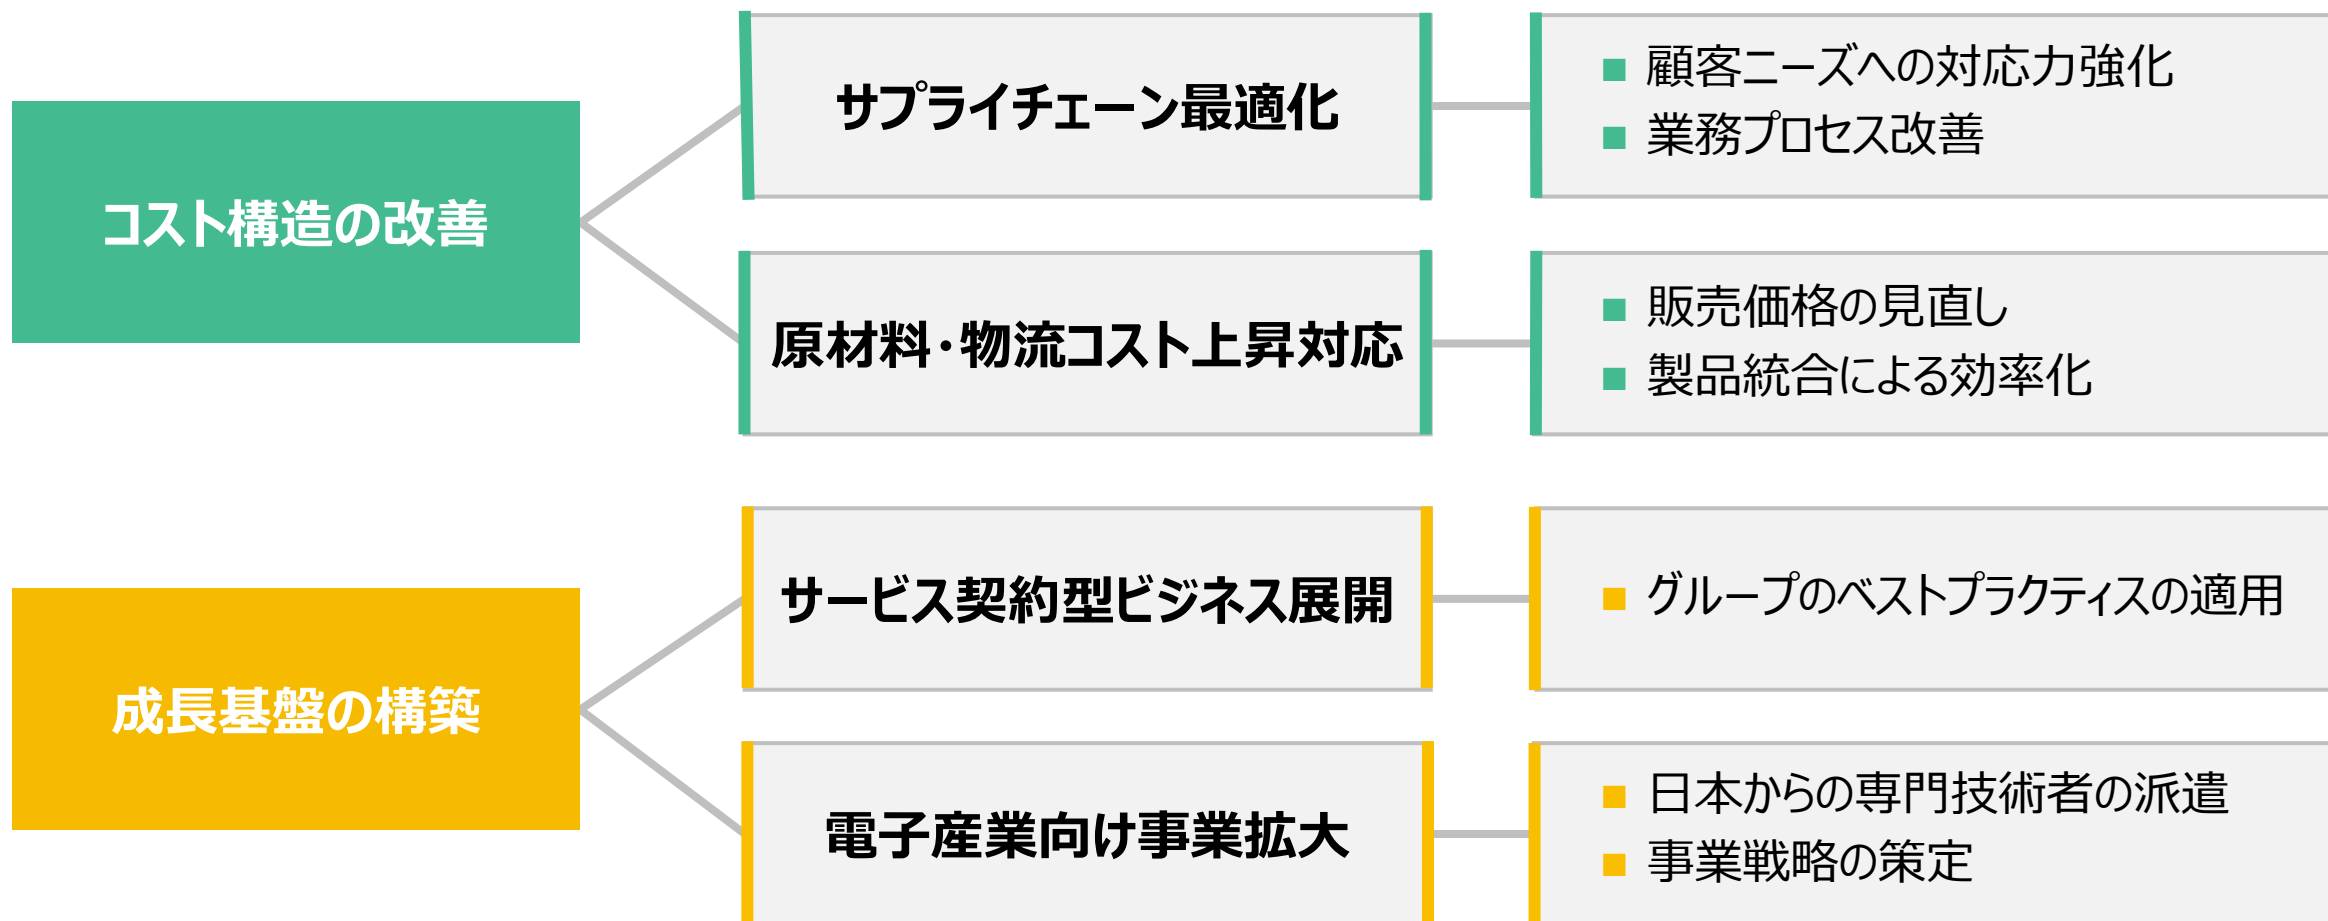 コスト構造の改善
サプライチェーン最適化
■ 顧客ニーズへの対応力強化
■ 業務プロセス改善
原材料・物流コスト上昇対応
■ 販売価格の見直し
■ 製品統合による効率化
成長基盤の構築
サービス契約型ビジネス展開
■ グループのベストプラクティスの適用
電子産業向け事業拡大
■ 日本からの専門技術者の派遣
■ 事業戦略の策定